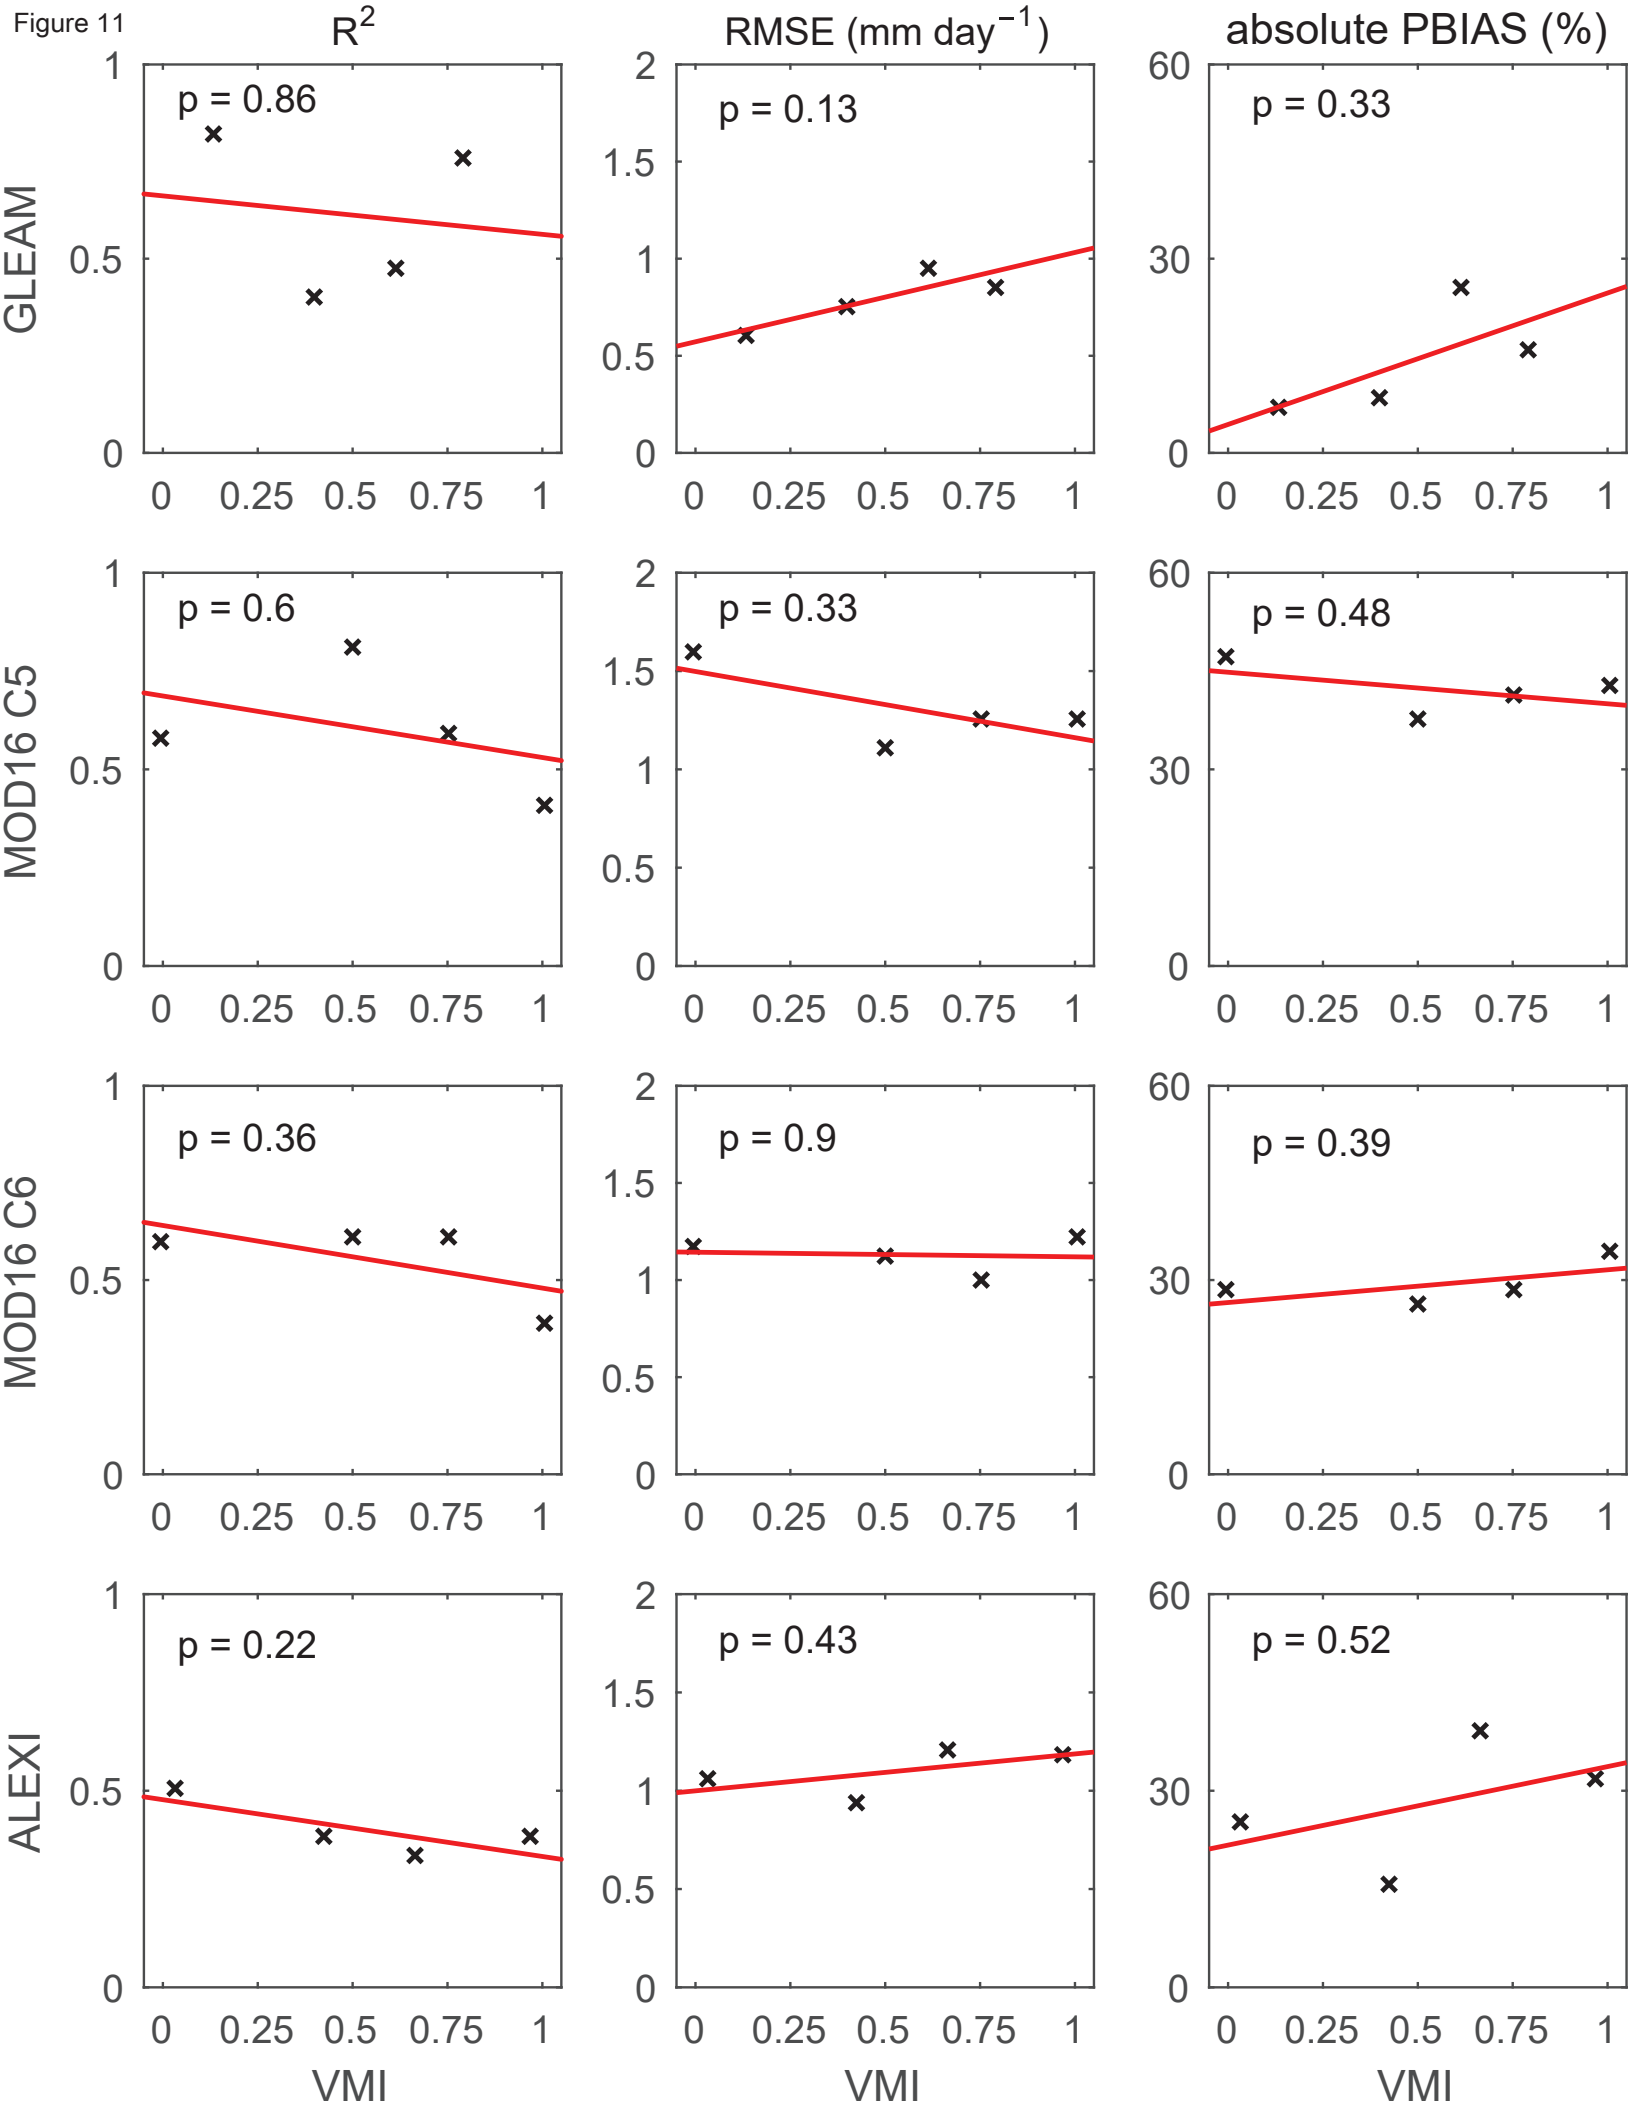 Figure 11
R²
RMSE (mm day⁻¹)
absolute PBIAS (%)
GLEAM
1
0.5
0
p = 0.86
0 0.25 0.5 0.75 1
2
1.5
1
0.5
0
p = 0.13
0 0.25 0.5 0.75 1
60
30
0
p = 0.33
0 0.25 0.5 0.75 1
MOD16 C5
1
0.5
0
p = 0.6
0 0.25 0.5 0.75 1
2
1.5
1
0.5
0
p = 0.33
0 0.25 0.5 0.75 1
60
30
0
p = 0.48
0 0.25 0.5 0.75 1
MOD16 C6
1
0.5
0
p = 0.36
0 0.25 0.5 0.75 1
2
1.5
1
0.5
0
p = 0.9
0 0.25 0.5 0.75 1
60
30
0
p = 0.39
0 0.25 0.5 0.75 1
ALEXI
1
0.5
0
p = 0.22
0 0.25 0.5 0.75 1
VMI
2
1.5
1
0.5
0
p = 0.43
0 0.25 0.5 0.75 1
VMI
60
30
0
p = 0.52
0 0.25 0.5 0.75 1
VMI